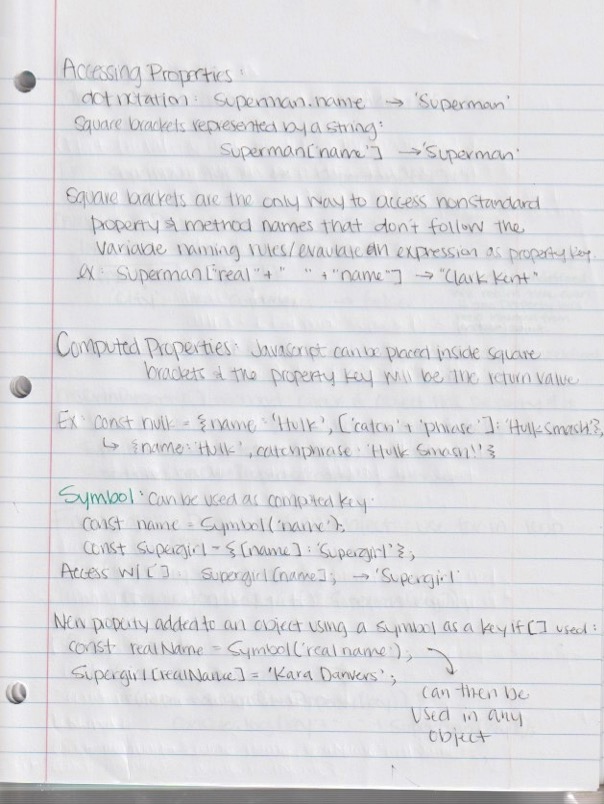 Accessing Properties:
dot notation: Superman.name → 'Superman'
Square brackets represented by a string:
Superman['name'] → 'Superman'
Square brackets are the only way to access nonstandard
property & method names that don't follow the
variable naming rules/evaulate an expression as property key.
ex: Superman["real" + " " + "name"] → "Clark Kent"
Computed Properties: Javascript can be placed inside square
brackets & the property key will be the return value
Ex: const hulk = {name: 'Hulk', ['catch' + 'phrase']: 'Hulk Smash'},
↳ {name: 'Hulk', catchphrase: 'Hulk Smash!'}
Symbol: can be used as computed key.
const name = Symbol('name');
const supergirl = {[name]: 'Supergirl'};
Access w/ []: Supergirl[name]; → 'Supergirl'
New property added to an object using a symbol as a key if [] used:
const realName = Symbol('real name');
Supergirl[realName] = 'Kara Danvers';
can then be
used in any
object